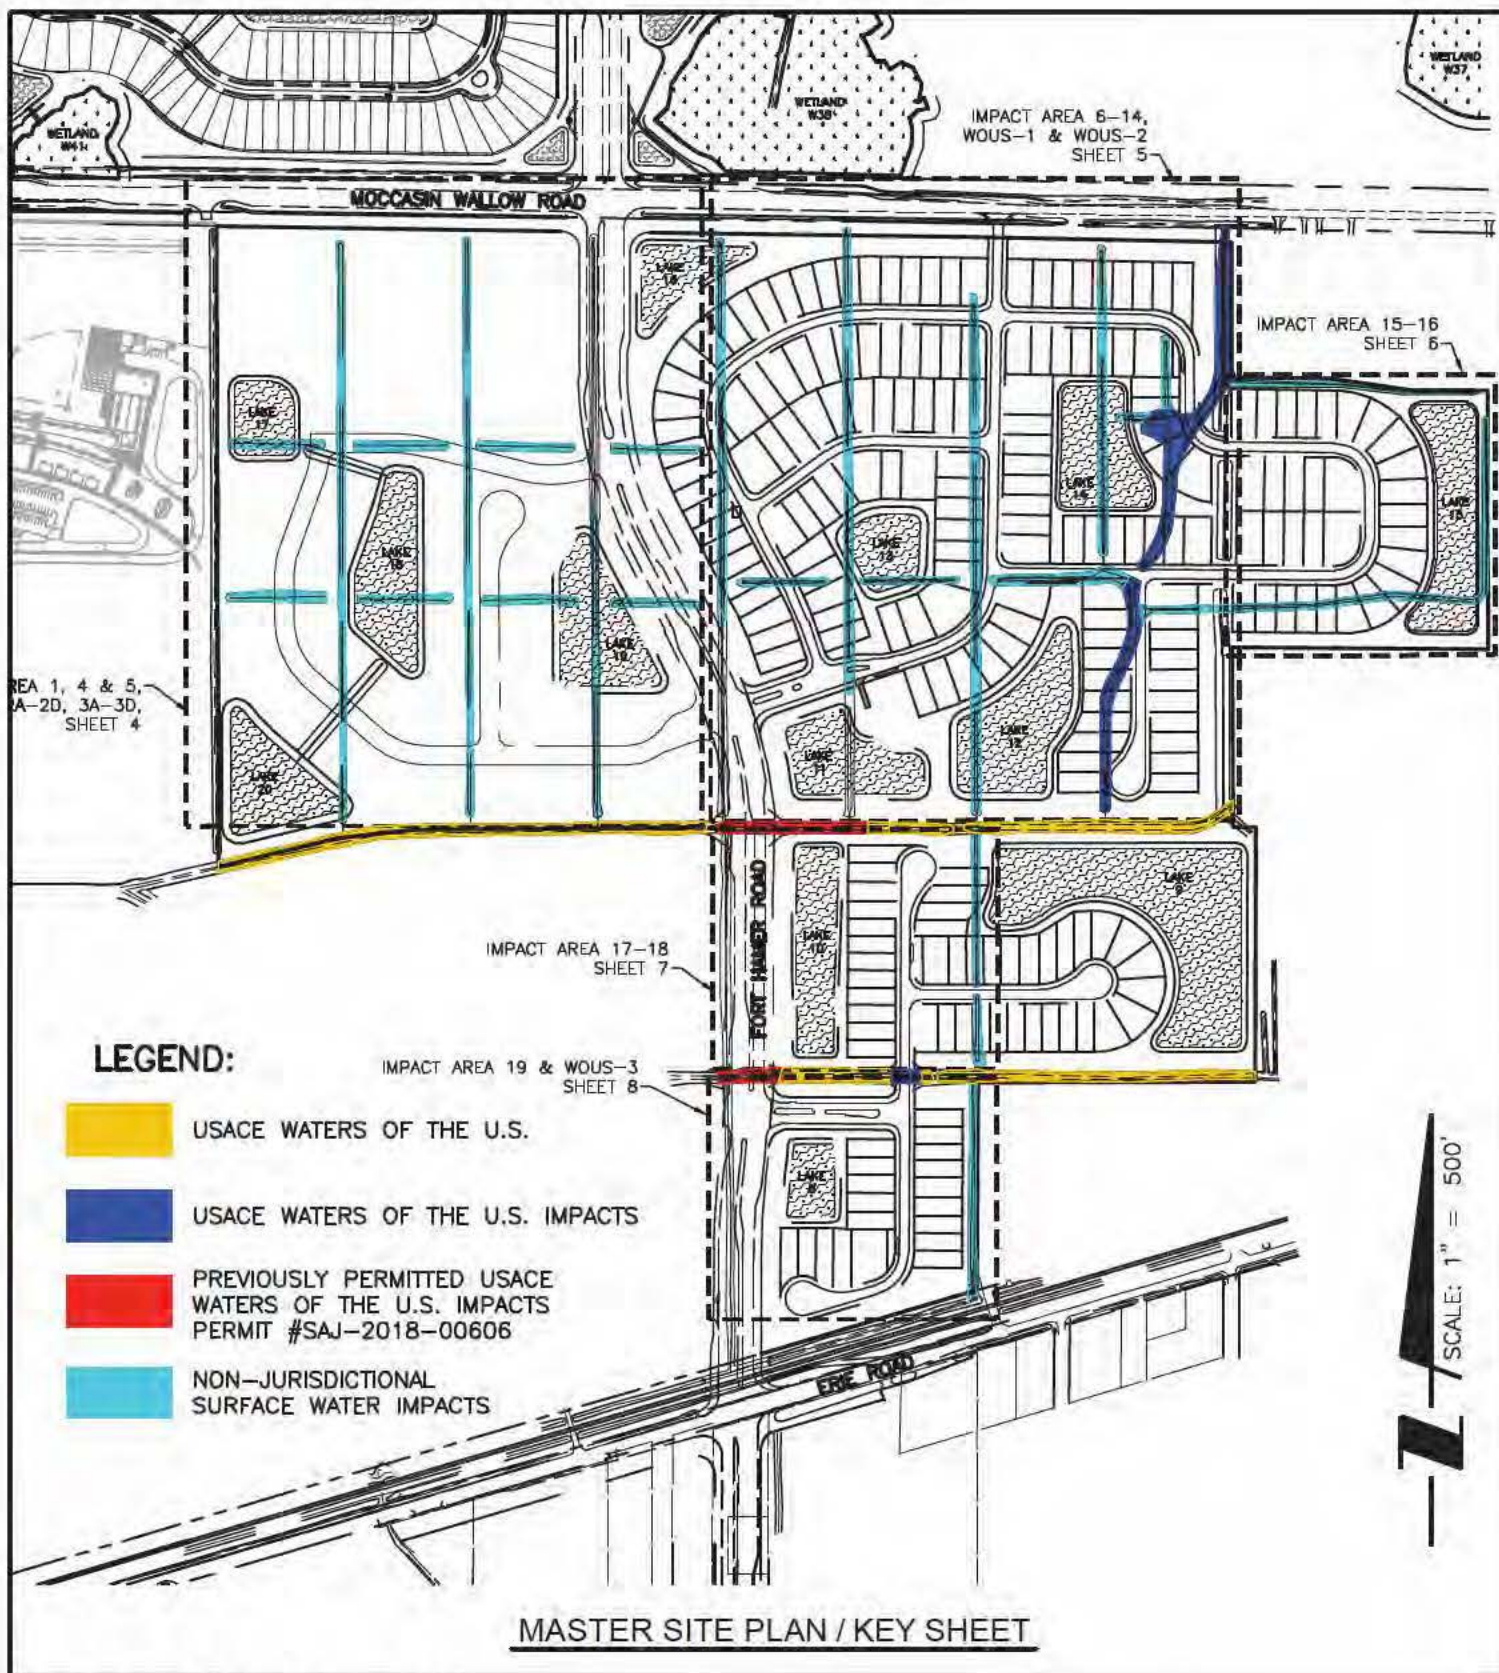 WETLAND
W37
WETLAND
W38
WETLAND
W41
IMPACT AREA 6-14,
WOUS-1 & WOUS-2
SHEET 5
MOCCASIN WALLOW ROAD
LAKE
IMPACT AREA 15-16
SHEET 6
LAKE
17
LAKE
LAKE
LAKE
LAKE
13
LAKE
LAKE
19
REA 1, 4 & 5,
2A-2D, 3A-3D,
SHEET 4
LAKE
12
LAKE
11
LAKE
20
FORT HAMER ROAD
LAKE
9
LAKE
10
IMPACT AREA 17-18
SHEET 7
IMPACT AREA 19 & WOUS-3
SHEET 8
LAKE
ERIE ROAD
LEGEND:
USACE WATERS OF THE U.S.
USACE WATERS OF THE U.S. IMPACTS
PREVIOUSLY PERMITTED USACE
WATERS OF THE U.S. IMPACTS
PERMIT #SAJ-2018-00606
NON-JURISDICTIONAL
SURFACE WATER IMPACTS
SCALE: 1" = 500'
N
MASTER SITE PLAN / KEY SHEET